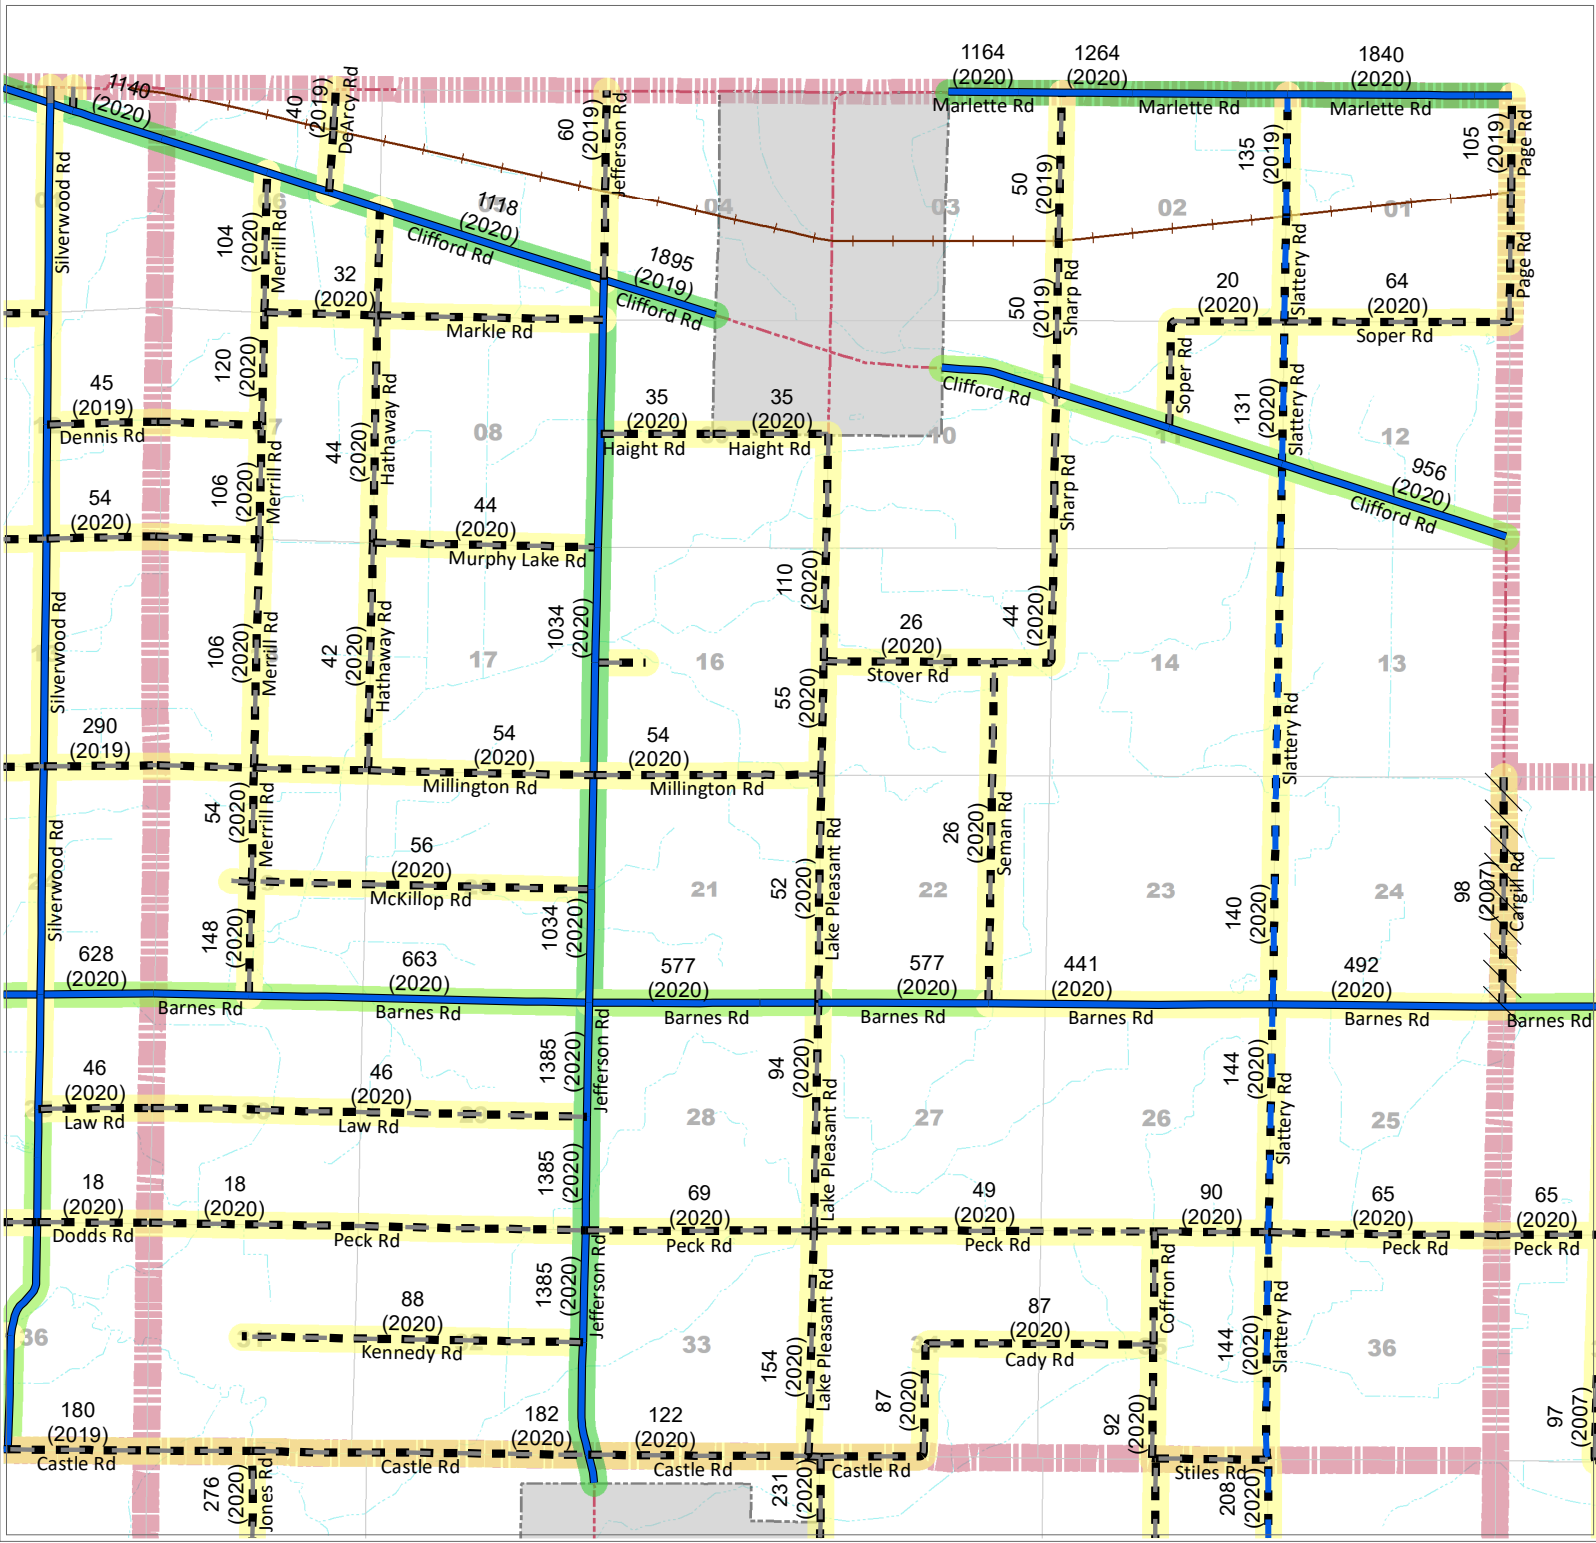 1164
(2020)
1264
(2020)
1840
(2020)
Marlette Rd
Marlette Rd
Marlette Rd
1140
(2020)
40
(2019)
DeArcy Rd
60
(2019)
Jefferson Rd
50
(2019)
135
(2019)
105
(2019)
Page Rd
Silverwood Rd
06
1118
(2020)
Clifford Rd
04
03
02
01
104
(2020)
Merrill Rd
32
(2020)
Markle Rd
1895
(2019)
Clifford Rd
50
(2019)
Sharp Rd
Slattery Rd
20
(2020)
64
(2020)
Soper Rd
Page Rd
120
(2020)
45
(2019)
Dennis Rd
Hathaway Rd
44
(2020)
08
35
(2020)
35
(2020)
Haight Rd
Haight Rd
10
Clifford Rd
Soper Rd
11
131
(2020)
Slattery Rd
12
956
(2020)
Clifford Rd
106
(2020)
Merrill Rd
54
(2020)
44
(2020)
Murphy Lake Rd
Sharp Rd
110
(2020)
1034
(2020)
44
(2020)
Silverwood Rd
106
(2020)
Merrill Rd
42
(2020)
Hathaway Rd
17
16
26
(2020)
Stover Rd
14
13
55
(2020)
Slattery Rd
290
(2019)
54
(2020)
54
(2020)
Millington Rd
Millington Rd
54
(2020)
Merrill Rd
Silverwood Rd
56
(2020)
McKillop Rd
1034
(2020)
21
52
(2020)
Lake Pleasant Rd
22
26
(2020)
Seman Rd
23
140
(2020)
24
98
(2007)
Cargill Rd
148
(2020)
628
(2020)
663
(2020)
577
(2020)
577
(2020)
441
(2020)
492
(2020)
Barnes Rd
Barnes Rd
Barnes Rd
Barnes Rd
Barnes Rd
Barnes Rd
Barnes Rd
1385
(2020)
Jefferson Rd
94
(2020)
144
(2020)
46
(2020)
46
(2020)
Law Rd
Law Rd
28
Lake Pleasant Rd
27
26
Slattery Rd
25
1385
(2020)
18
(2020)
18
(2020)
69
(2020)
49
(2020)
90
(2020)
65
(2020)
65
(2020)
Dodds Rd
Peck Rd
Peck Rd
Peck Rd
Peck Rd
Peck Rd
1385
(2020)
Jefferson Rd
Lake Pleasant Rd
Coffron Rd
Slattery Rd
36
88
(2020)
Kennedy Rd
33
154
(2020)
87
(2020)
Cady Rd
144
(2020)
36
87
(2020)
92
(2020)
97
(2007)
180
(2019)
182
(2020)
122
(2020)
Castle Rd
Castle Rd
Castle Rd
Castle Rd
Stiles Rd
276
(2020)
Jones Rd
231
(2020)
208
(2020)